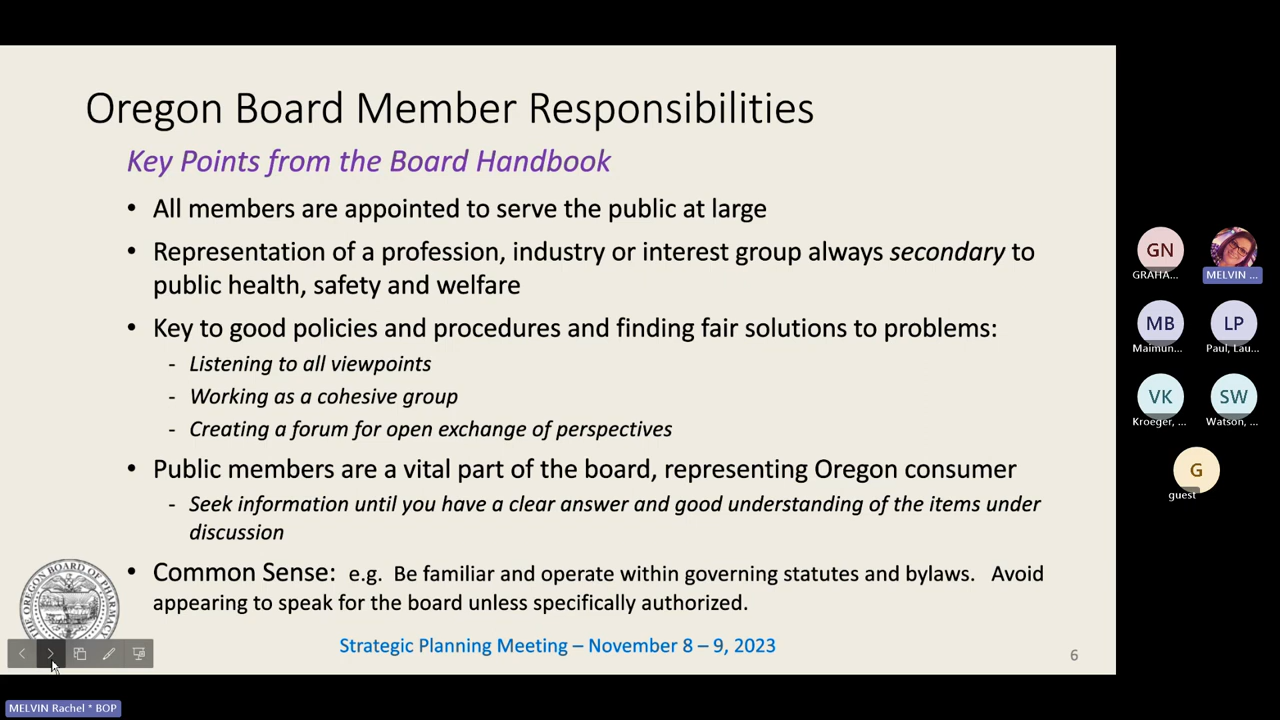 Oregon Board Member Responsibilities
Key Points from the Board Handbook
• All members are appointed to serve the public at large
• Representation of a profession, industry or interest group always secondary to
public health, safety and welfare
• Key to good policies and procedures and finding fair solutions to problems:
- Listening to all viewpoints
- Working as a cohesive group
- Creating a forum for open exchange of perspectives
• Public members are a vital part of the board, representing Oregon consumer
- Seek information until you have a clear answer and good understanding of the items under
discussion
• Common Sense: e.g. Be familiar and operate within governing statutes and bylaws. Avoid
appearing to speak for the board unless specifically authorized.
THE OREGON BOARD OF PHARMACY
Strategic Planning Meeting – November 8 – 9, 2023
6
GN
GRAHA...
MELVIN ...
MB
Maimun...
LP
Paul, Lau...
VK
Kroeger, ...
SW
Watson, ...
G
guest
MELVIN Rachel * BOP